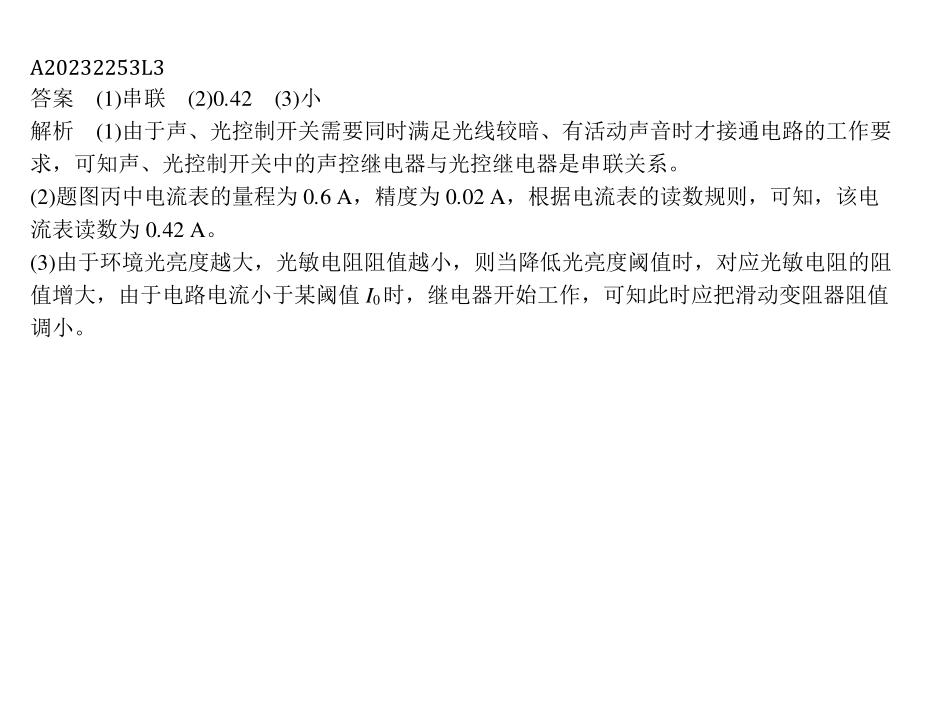 A20232253L3
答案　(1)串联　(2)0.42　(3)小
解析　(1)由于声、光控制开关需要同时满足光线较暗、有活动声音时才接通电路的工作要
求，可知声、光控制开关中的声控继电器与光控继电器是串联关系。
(2)题图丙中电流表的量程为 0.6 A，精度为 0.02 A，根据电流表的读数规则，可知，该电
流表读数为 0.42 A。
(3)由于环境光亮度越大，光敏电阻阻值越小，则当降低光亮度阈值时，对应光敏电阻的阻
值增大，由于电路电流小于某阈值 I₀时，继电器开始工作，可知此时应把滑动变阻器阻值
调小。